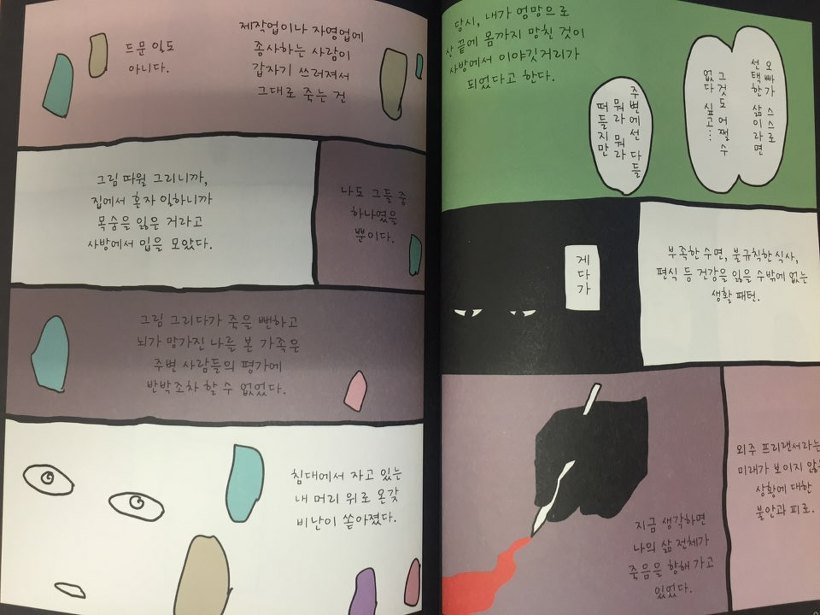 오빠가 스스로
선택한 삶이라면
그것도 어쩔 수
없다 싶고…
주변에선 다들
뭐라 뭐라
떠들지만
당시, 내가 엉망으로
산 끝에 몸까지 망친 것이
사방에서 이야깃거리가
되었다고 한다.
부족한 수면, 불규칙한 식사,
편식 등 건강을 잃을 수밖에 없는
생활 패턴.
게다가
외주 프리랜서라는
미래가 보이지 않는
상황에 대한
불안과 피로.
지금 생각하면
나의 삶 전체가
죽음을 향해 가고
있었다.
제작업이나 자영업에
종사하는 사람이
갑자기 쓰러져서
그대로 죽는 건
드문 일도
아니다.
나도 그들 중
하나였을
뿐이다.
그림 따윌 그리니까,
집에서 혼자 일하니까
목숨을 잃은 거라고
사방에서 입을 모았다.
그림 그리다가 죽을 뻔하고
뇌가 망가진 나를 본 가족은
주변 사람들의 평가에
반박조차 할 수 없었다.
침대에서 자고 있는
내 머리 위로 온갖
비난이 쏟아졌다.